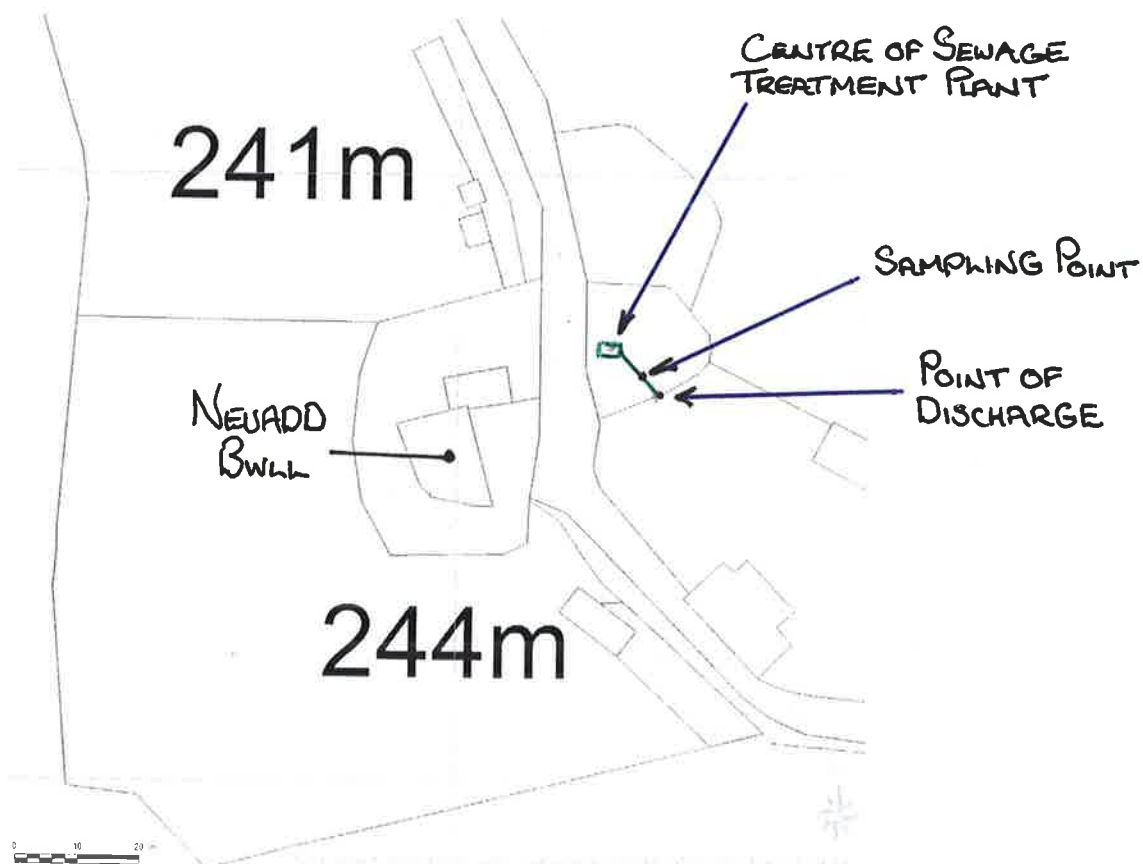 CENTRE OF SEWAGE
TREATMENT PLANT
241m
SAMPLING POINT
POINT OF
DISCHARGE
NEUADD
BWLL
244m
0 10 20